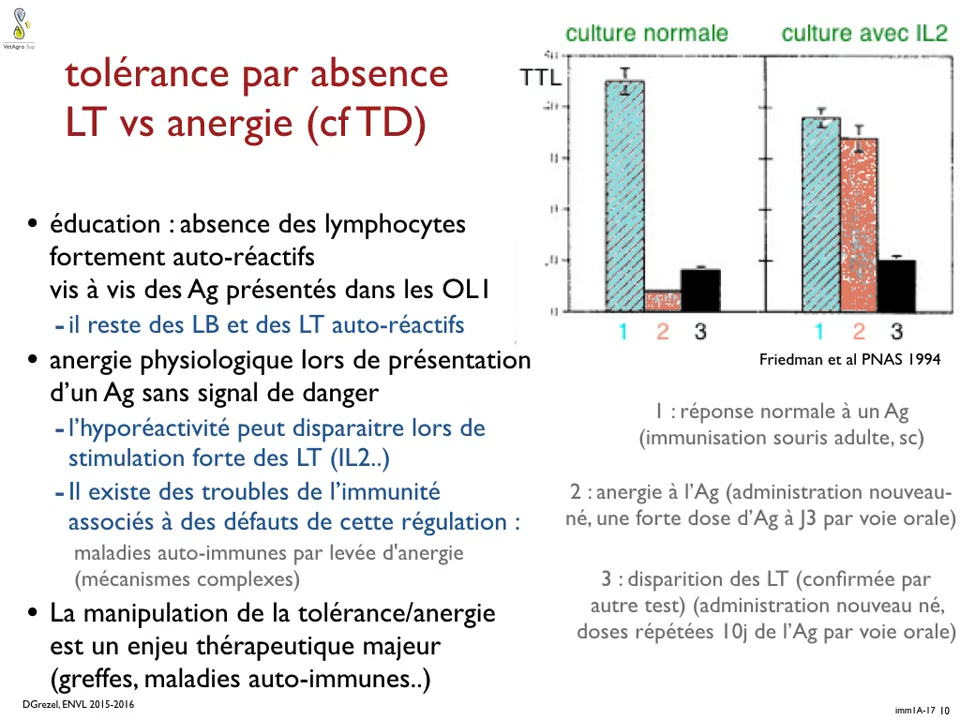 VetAgro Sup
tolérance par absence
LT vs anergie (cf TD)
• éducation : absence des lymphocytes
fortement auto-réactifs
vis à vis des Ag présentés dans les OL1
- il reste des LB et des LT auto-réactifs
• anergie physiologique lors de présentation
d’un Ag sans signal de danger
- l’hyporéactivité peut disparaitre lors de
stimulation forte des LT (IL2..)
- Il existe des troubles de l’immunité
associés à des défauts de cette régulation :
maladies auto-immunes par levée d'anergie
(mécanismes complexes)
• La manipulation de la tolérance/anergie
est un enjeu thérapeutique majeur
(greffes, maladies auto-immunes..)
culture normale
culture avec IL2
TTL
1 2 3
1 2 3
Friedman et al PNAS 1994
1 : réponse normale à un Ag
(immunisation souris adulte, sc)
2 : anergie à l’Ag (administration nouveau-
né, une forte dose d’Ag à J3 par voie orale)
3 : disparition des LT (confirmée par
autre test) (administration nouveau né,
doses répétées 10j de l’Ag par voie orale)
DGrezel, ENVL 2015-2016
imm1A-17 10